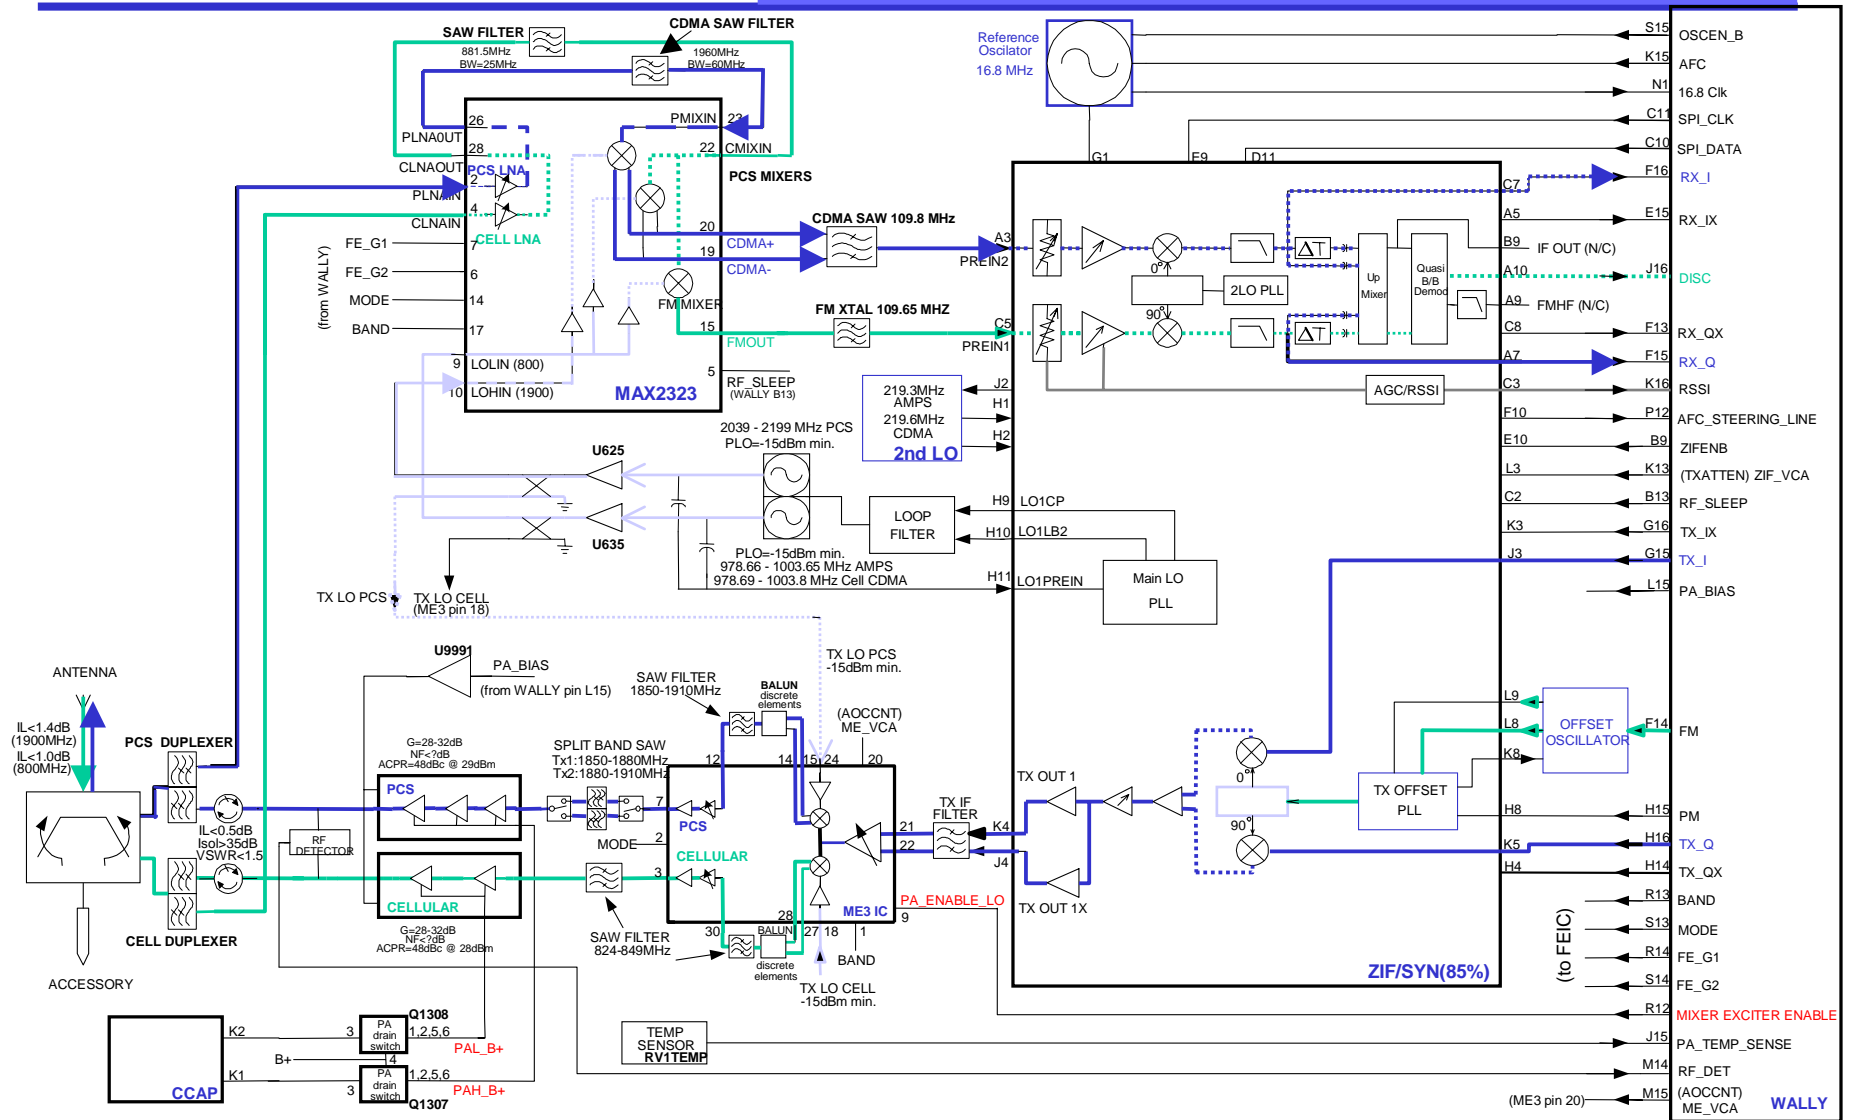 SAW FILTER
881.5MHz
BW=25MHz
CDMA SAW FILTER
1960MHz
BW=60MHz
26
PLNA0UT
28
CLNAOUT
PCS LNA
2
PLNAIN
4
CLNAIN
CELL LNA
FE_G1
7
FE_G2
6
MODE
14
BAND
17
(from WALLY)
9
LOLIN (800)
10
LOHIN (1900)
PMIXIN
23
22
CMIXIN
PCS MIXERS
20
CDMA+
19
CDMA-
FM MIXER
15
FMOUT
5
RF_SLEEP
(WALLY B13)
MAX2323
CDMA SAW 109.8 MHz
FM XTAL 109.65 MHZ
Reference
Oscilator
16.8 MHz
G1
E9
D11
A3
PREIN2
C5
PREIN1
0°
90°
2LO PLL
ΔT
ΔT
Up
Mixer
Quasi
B/B
Demod
AGC/RSSI
C7
A5
B9
IF OUT (N/C)
A10
A9
FMHF (N/C)
C8
A7
C3
F10
E10
L3
C2
K3
J3
219.3MHz
AMPS
219.6MHz
CDMA
2nd LO
J2
H1
H2
2039 - 2199 MHz PCS
PLO=-15dBm min.
U625
U635
PLO=-15dBm min.
978.66 - 1003.65 MHz AMPS
978.69 - 1003.8 MHz Cell CDMA
LOOP
FILTER
H9
LO1CP
H10
LO1LB2
H11
LO1PREIN
Main LO
PLL
TX LO PCS
TX LO CELL
(ME3 pin 18)
TX LO PCS
-15dBm min.
U9991
PA_BIAS
(from WALLY pin L15)
SAW FILTER
1850-1910MHz
BALUN
discrete
elements
(AOCCNT)
ME_VCA
ANTENNA
IL<1.4dB
(1900MHz)
IL<1.0dB
(800MHz)
PCS DUPLEXER
IL<0.5dB
Isol>35dB
VSWR<1.5
RF
DETECTOR
CELL DUPLEXER
ACCESSORY
G=28-32dB
NF<?dB
ACPR=48dBc @ 29dBm
PCS
CELLULAR
G=28-32dB
NF<?dB
ACPR=48dBc @ 28dBm
SPLIT BAND SAW
Tx1:1850-1880MHz
Tx2:1880-1910MHz
12
14
15
24
20
7
PCS
MODE
2
CELLULAR
3
21
22
ME3 IC
9
PA_ENABLE_LO
30
28
27
18
1
BALUN
discrete
elements
BAND
SAW FILTER
824-849MHz
TX LO CELL
-15dBm min.
TX IF
FILTER
K4
J4
TX OUT 1
TX OUT 1X
0°
90°
TX OFFSET
PLL
OFFSET
OSCILLATOR
L9
L8
K8
H8
K5
H4
ZIF/SYN(85%)
(to FEIC)
CCAP
K2
K1
3
B+
3
PA
drain
switch
PA
drain
switch
4
Q1308
1,2,5,6
PAL_B+
1,2,5,6
PAH_B+
Q1307
TEMP
SENSOR
RV1TEMP
S15 OSCEN_B
K15 AFC
N1 16.8 Clk
C11 SPI_CLK
C10 SPI_DATA
F16 RX_I
E15 RX_IX
J16 DISC
F13 RX_QX
F15 RX_Q
K16 RSSI
P12 AFC_STEERING_LINE
B9 ZIFENB
K13 (TXATTEN) ZIF_VCA
B13 RF_SLEEP
G16 TX_IX
G15 TX_I
L15 PA_BIAS
F14 FM
H15 PM
H16 TX_Q
H14 TX_QX
R13 BAND
S13 MODE
R14 FE_G1
S14 FE_G2
R12 MIXER EXCITER ENABLE
J15 PA_TEMP_SENSE
M14 RF_DET
(ME3 pin 20)
M15 (AOCCNT)
ME_VCA
WALLY